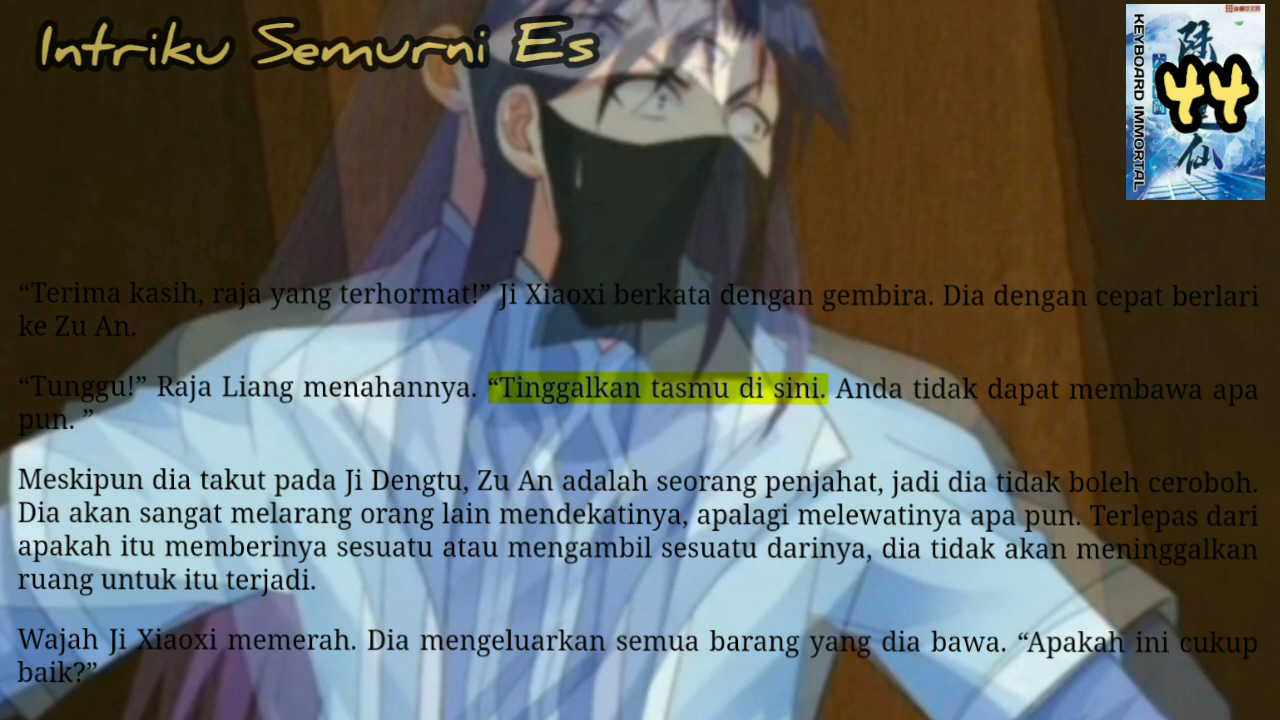 Intriku Semurni Es
KEYBOARD IMMORTAL
44
“Terima kasih, raja yang terhormat!” Ji Xiaoxi berkata dengan gembira. Dia dengan cepat berlari
ke Zu An.
“Tunggu!” Raja Liang menahannya. “Tinggalkan tasmu di sini. Anda tidak dapat membawa apa
pun. ”
Meskipun dia takut pada Ji Dengtu, Zu An adalah seorang penjahat, jadi dia tidak boleh ceroboh.
Dia akan sangat melarang orang lain mendekatinya, apalagi melewatinya apa pun. Terlepas dari
apakah itu memberinya sesuatu atau mengambil sesuatu darinya, dia tidak akan meninggalkan
ruang untuk itu terjadi.
Wajah Ji Xiaoxi memerah. Dia mengeluarkan semua barang yang dia bawa. “Apakah ini cukup
baik?”